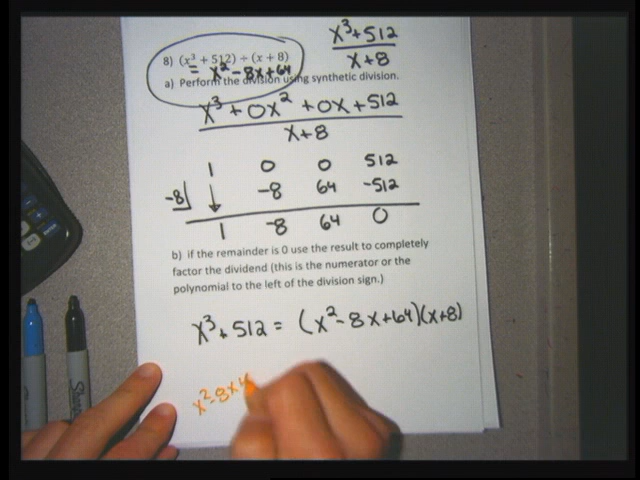 x³+512
x+8
8) (x³ + 512) ÷ (x + 8)
= x² - 8x+64
a) Perform the division using synthetic division.
x³ + 0x² + 0x + 512
x+8
1 0 0 512
-8 ↓ -8 64 -512
1 -8 64 0
b) if the remainder is 0 use the result to completely
factor the dividend (this is the numerator or the
polynomial to the left of the division sign.)
x³ + 512 = (x² - 8x+64)(x+8)
x² - 8x